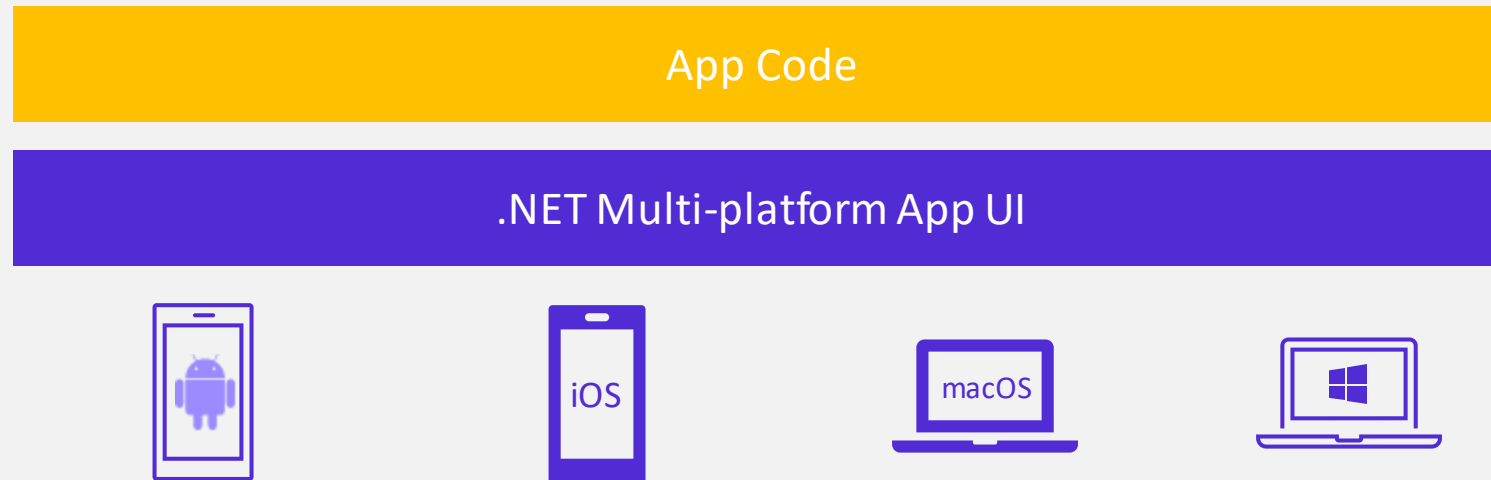 App Code
.NET Multi-platform App UI
iOS
macOS